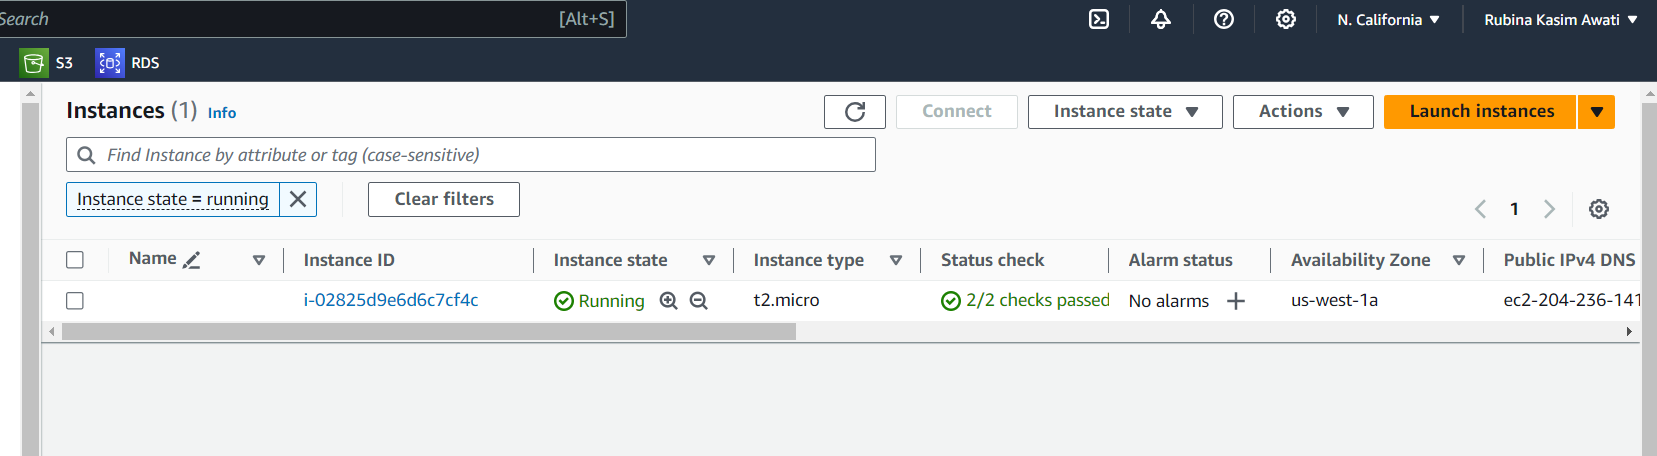 Search [Alt+S] N. California Rubina Kasim Awati
S3 RDS
Instances (1) Info Connect Instance state Actions Launch instances
Find Instance by attribute or tag (case-sensitive)
Instance state = running Clear filters
1
Name Instance ID Instance state Instance type Status check Alarm status Availability Zone Public IPv4 DNS
i-02825d9e6d6c7cf4c Running t2.micro 2/2 checks passed No alarms us-west-1a ec2-204-236-141